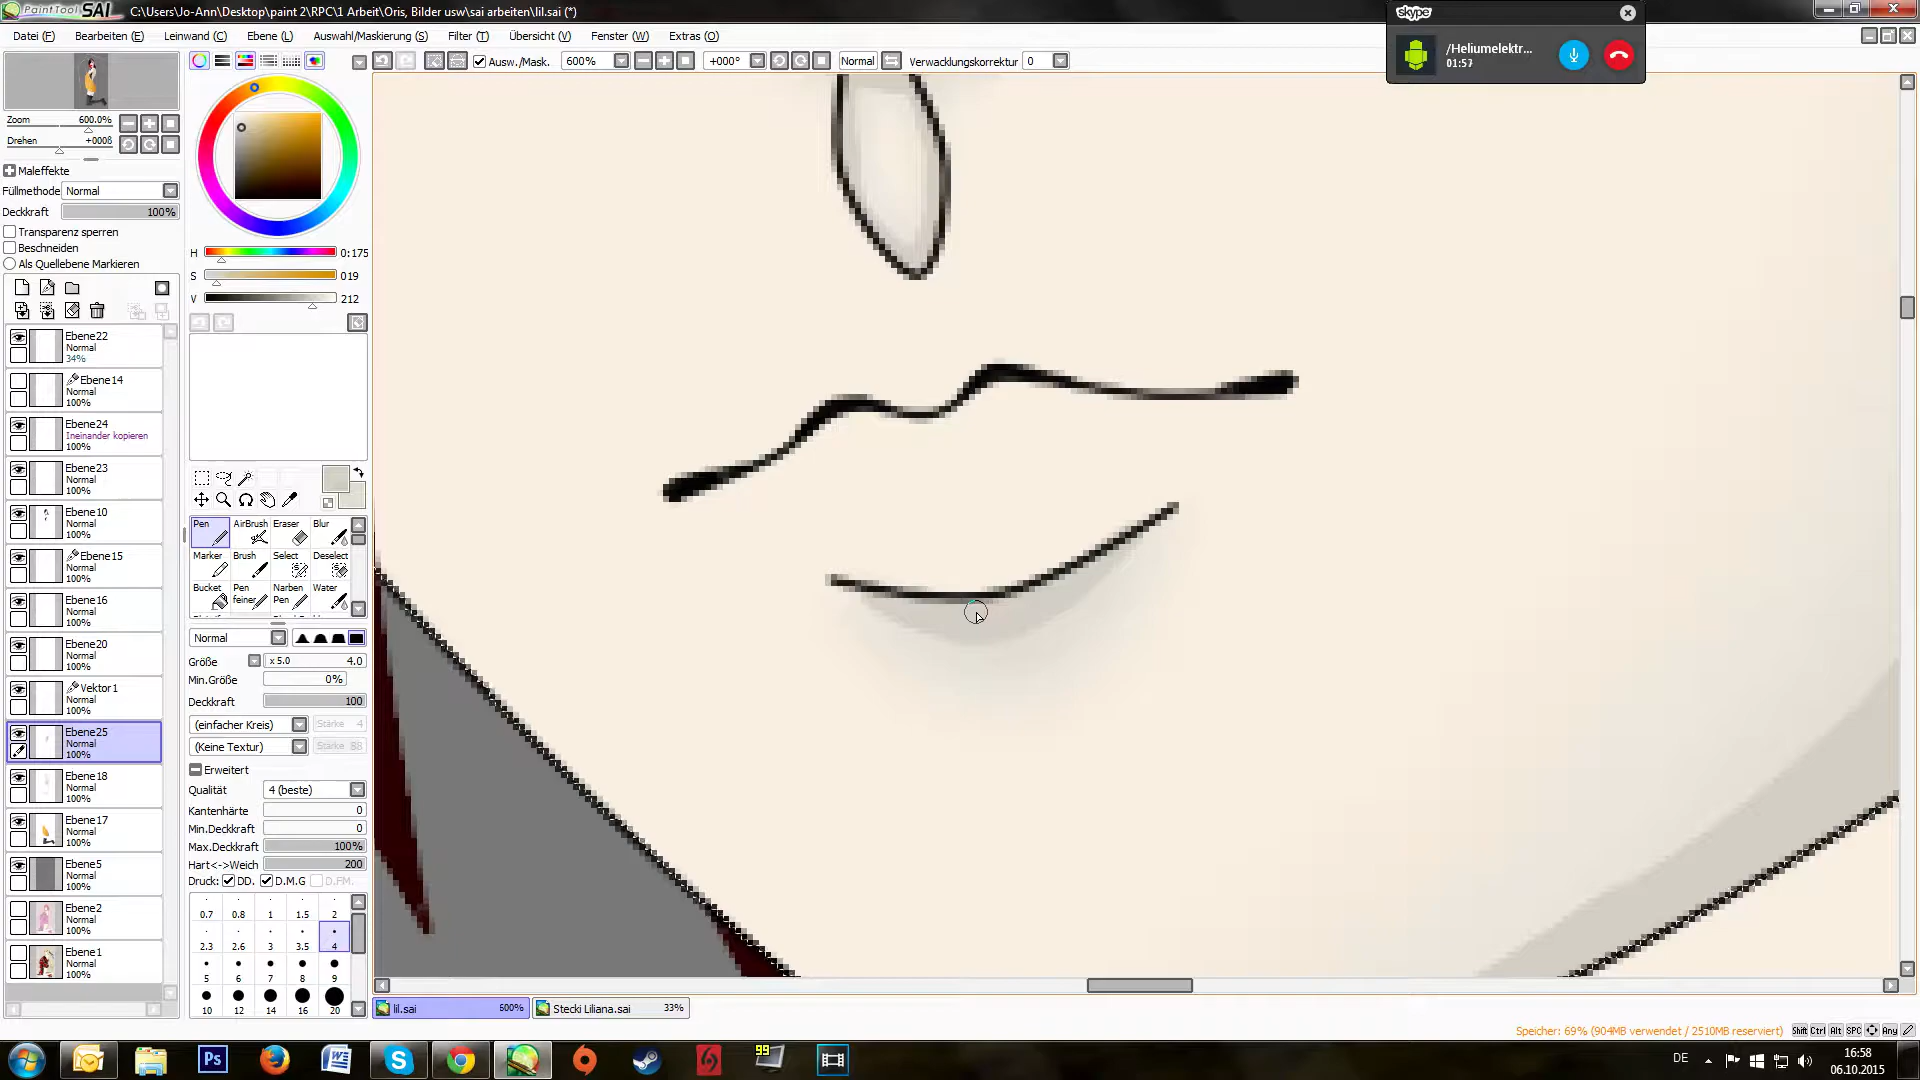 PaintTool SAI C:\Users\Jo-Ann\Desktop\paint 2\RPC\1 Arbeit\Oris, Bilder usw\sai arbeiten\lil.sai (*)
Datei (F) Bearbeiten (E) Leinwand (C) Ebene (L) Auswahl/Maskierung (S) Filter (T) Übersicht (V) Fenster (W) Extras (O)
skype
/Heliumelektr...
01:57
Ausw./Mask. 600% +000° Normal Verwacklungskorrektur 0
Zoom 600.0%
Drehen +000ß
Maleffekte
Füllmethode Normal
Deckkraft 100%
Transparenz sperren
Beschneiden
Als Quellebene Markieren
Ebene22
Normal
34%
Ebene14
Normal
100%
Ebene24
Ineinander kopieren
100%
Ebene23
Normal
100%
Ebene10
Normal
100%
Ebene15
Normal
100%
Ebene16
Normal
100%
Ebene20
Normal
100%
Vektor1
Normal
100%
Ebene25
Normal
100%
Ebene18
Normal
100%
Ebene17
Normal
100%
Ebene5
Normal
100%
Ebene2
Normal
100%
Ebene1
Normal
100%
H 0:175
S 019
V 212
Pen AirBrush Eraser Blur
Marker Brush Select Deselect
Bucket Pen feiner Narben Pen Water
Normal
Größe x 5.0 4.0
Min.Größe 0%
Deckkraft 100
(einfacher Kreis) Stärke 4
(Keine Textur) Stärke 88
Erweitert
Qualität 4 (beste)
Kantenhärte 0
Min.Deckkraft 0
Max.Deckkraft 100%
Hart<->Weich 200
Druck: DD. D.M.G D.FM.
0.7 0.8 1 1.5 2
2.3 2.6 3 3.5 4
5 6 7 8 9
10 12 14 16 20
lil.sai 600% Stecki Liliana.sai 33%
Speicher: 69% (904MB verwendet / 2510MB reserviert) Shift Ctrl Alt SPC Any
99
DE
16:58
06.10.2015